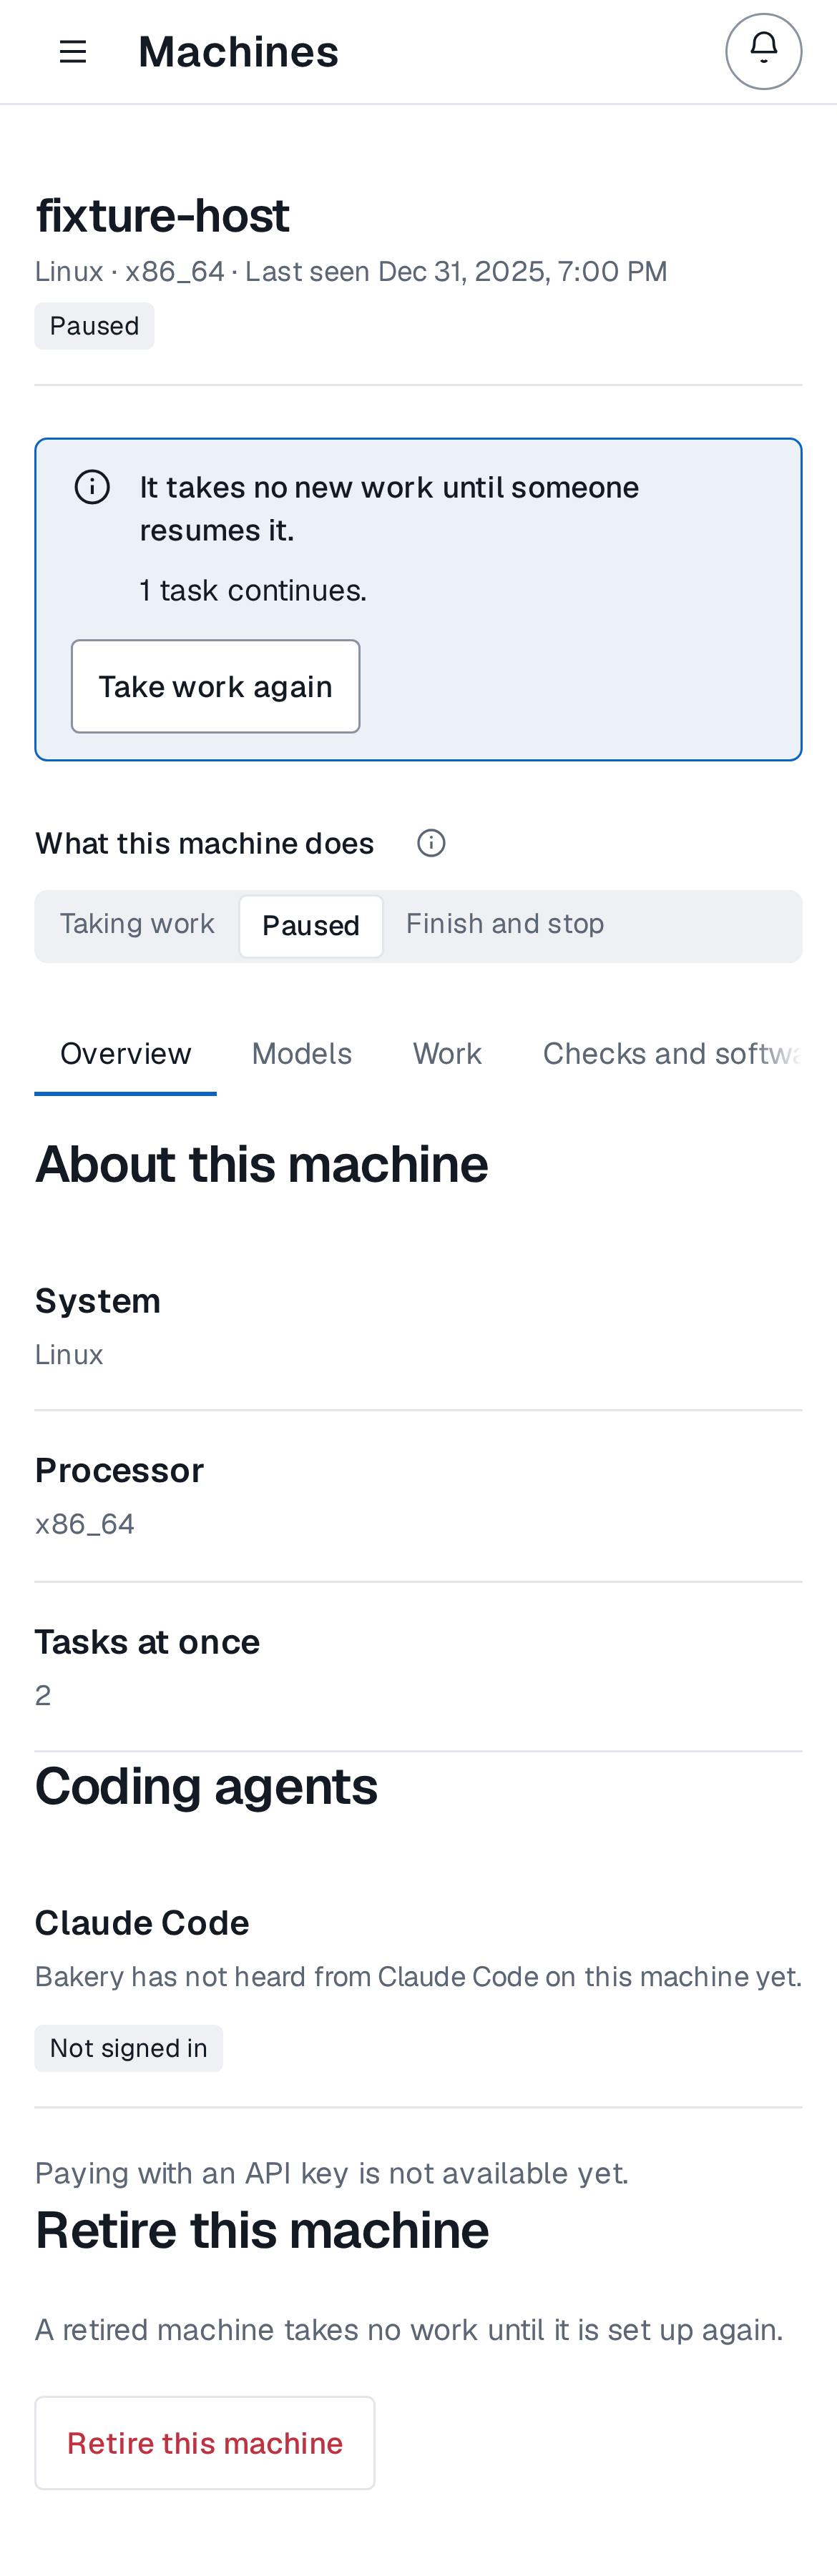 Machines
fixture-host
Linux · x86_64 · Last seen Dec 31, 2025, 7:00 PM
Paused
It takes no new work until someone
resumes it.
1 task continues.
Take work again
What this machine does
Taking work Paused Finish and stop
Overview Models Work Checks and softwa
About this machine
System
Linux
Processor
x86_64
Tasks at once
2
Coding agents
Claude Code
Bakery has not heard from Claude Code on this machine yet.
Not signed in
Paying with an API key is not available yet.
Retire this machine
A retired machine takes no work until it is set up again.
Retire this machine